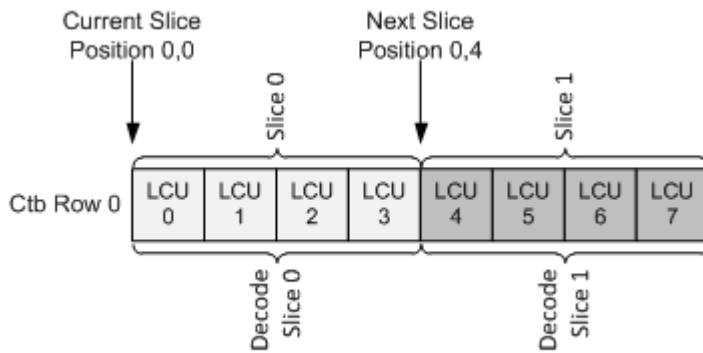 Current Slice
Position 0,0
Next Slice
Position 0,4
Slice 0
Slice 1
Ctb Row 0
LCU
0
LCU
1
LCU
2
LCU
3
LCU
4
LCU
5
LCU
6
LCU
7
Decode
Slice 0
Decode
Slice 1